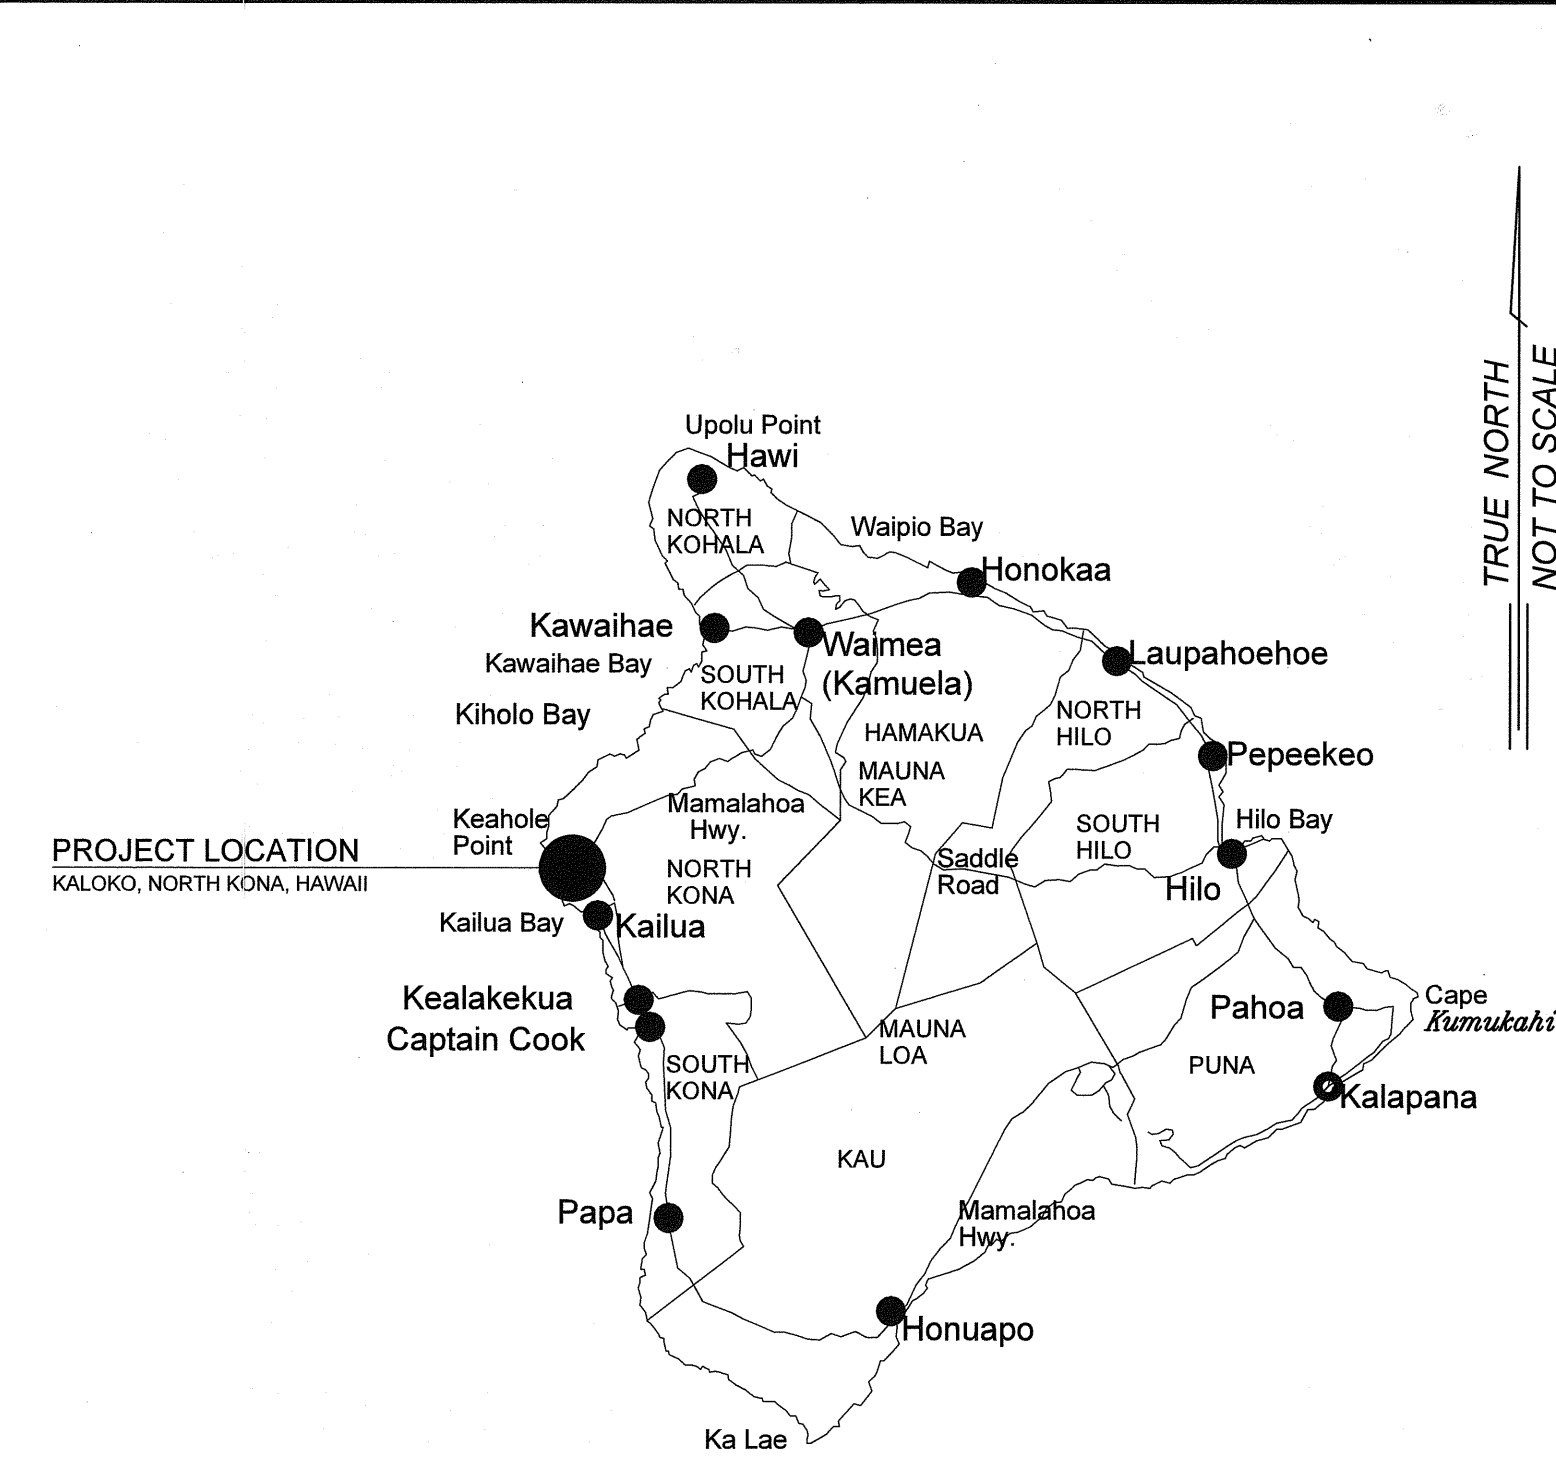 Upolu Point
Hawi
NORTH
KOHALA
Waipio Bay
Honokaa
Kawaihae
Kawaihae Bay
Waimea
(Kamuela)
Laupahoehoe
SOUTH
KOHALA
Kiholo Bay
HAMAKUA
NORTH
HILO
MAUNA
KEA
Pepeekeo
Mamalahoa
Hwy.
Keahole
Point
PROJECT LOCATION
KALOKO, NORTH KONA, HAWAII
NORTH
KONA
SOUTH
HILO
Hilo Bay
Saddle
Road
Hilo
Kailua Bay
Kailua
Kealakekua
Captain Cook
MAUNA
LOA
Pahoa
Cape
Kumukahi
SOUTH
KONA
PUNA
Kalapana
KAU
Papa
Mamalahoa
Hwy.
Honuapo
Ka Lae
TRUE NORTH
NOT TO SCALE